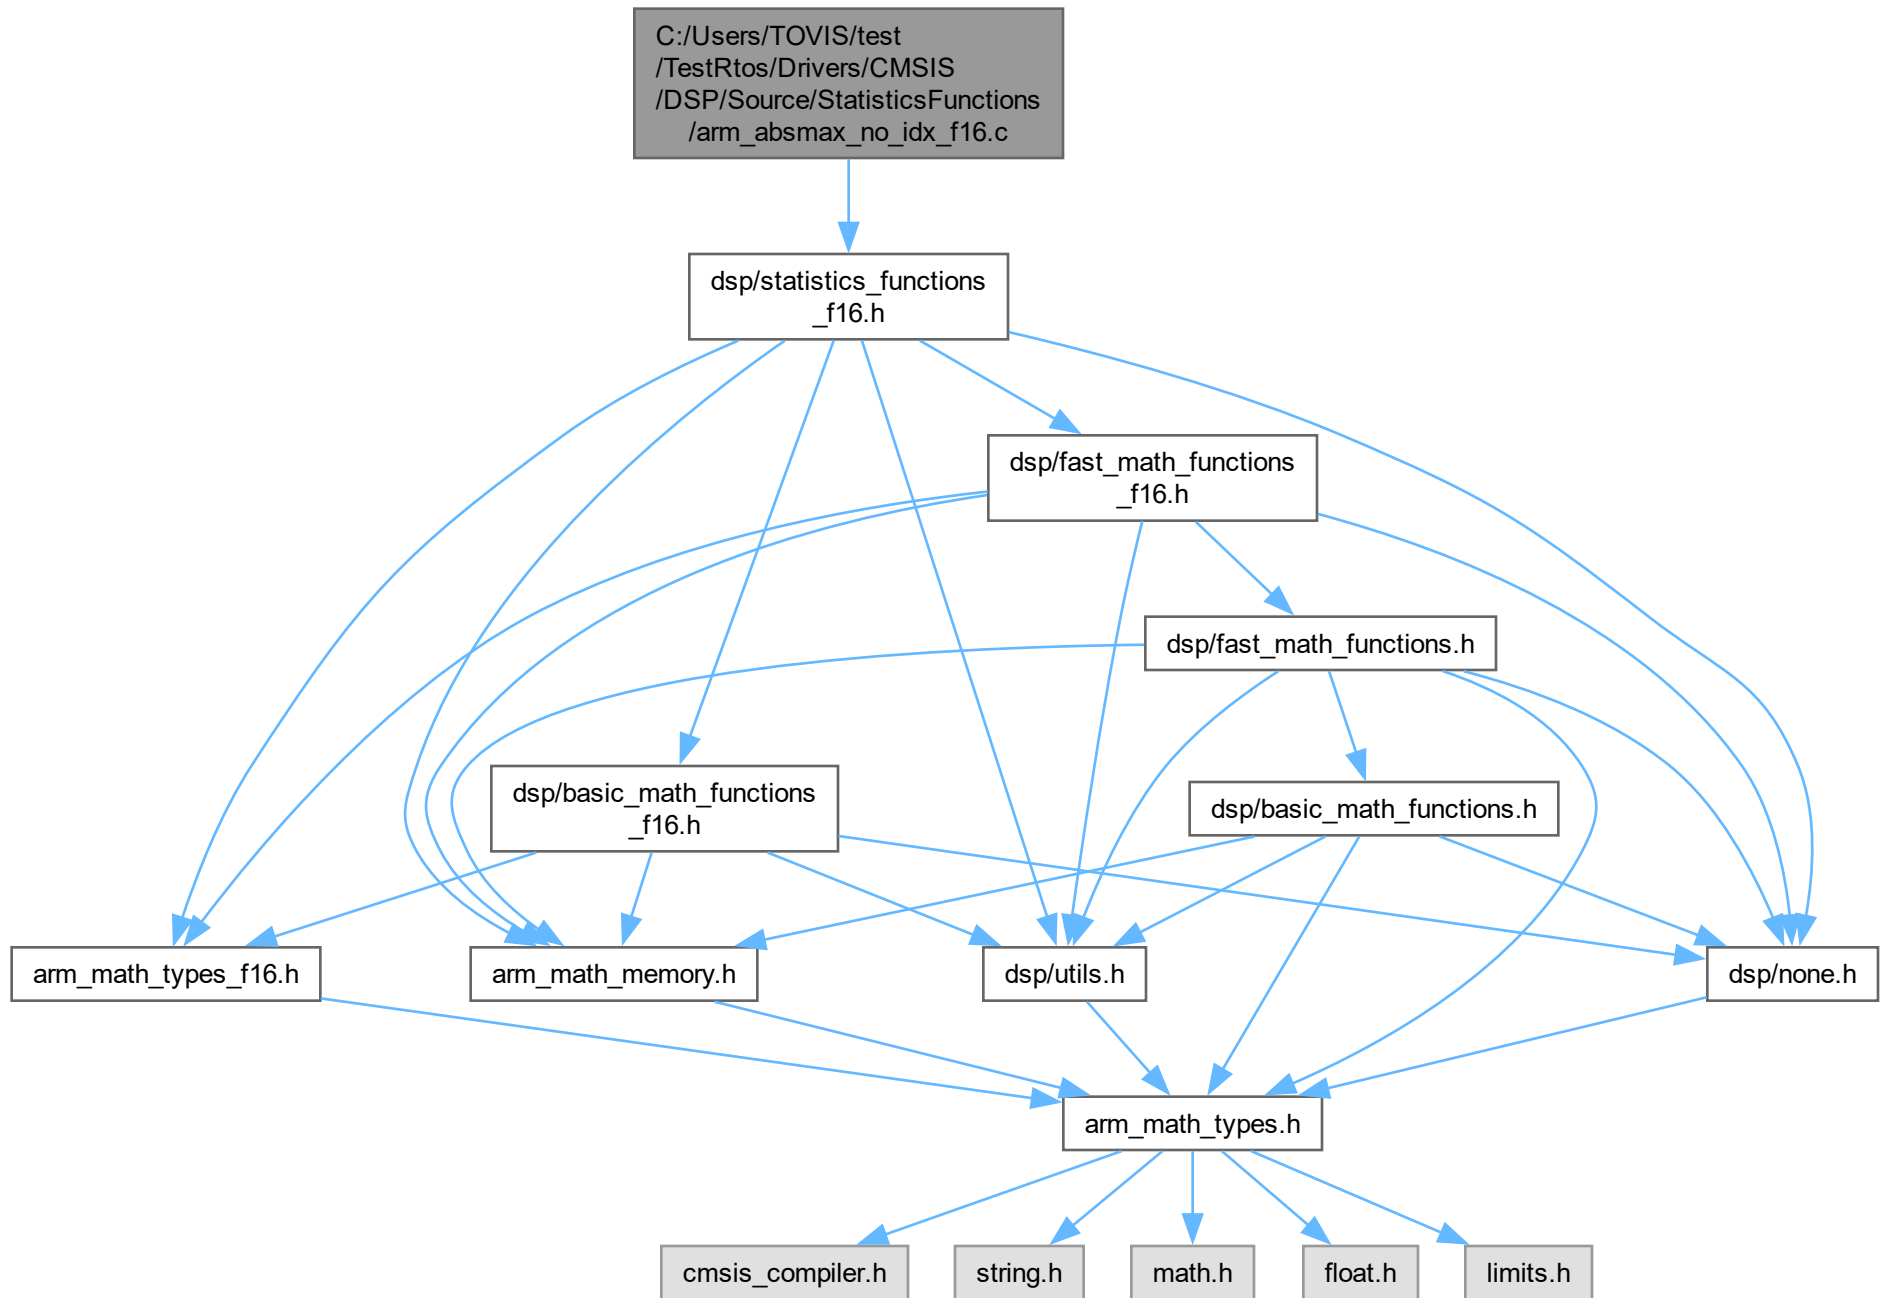 C:/Users/TOVIS/test
/TestRtos/Drivers/CMSIS
/DSP/Source/StatisticsFunctions
/arm_absmax_no_idx_f16.c
dsp/statistics_functions
_f16.h
dsp/fast_math_functions
_f16.h
dsp/fast_math_functions.h
dsp/basic_math_functions
_f16.h
dsp/basic_math_functions.h
arm_math_types_f16.h
arm_math_memory.h
dsp/utils.h
dsp/none.h
arm_math_types.h
cmsis_compiler.h
string.h
math.h
float.h
limits.h